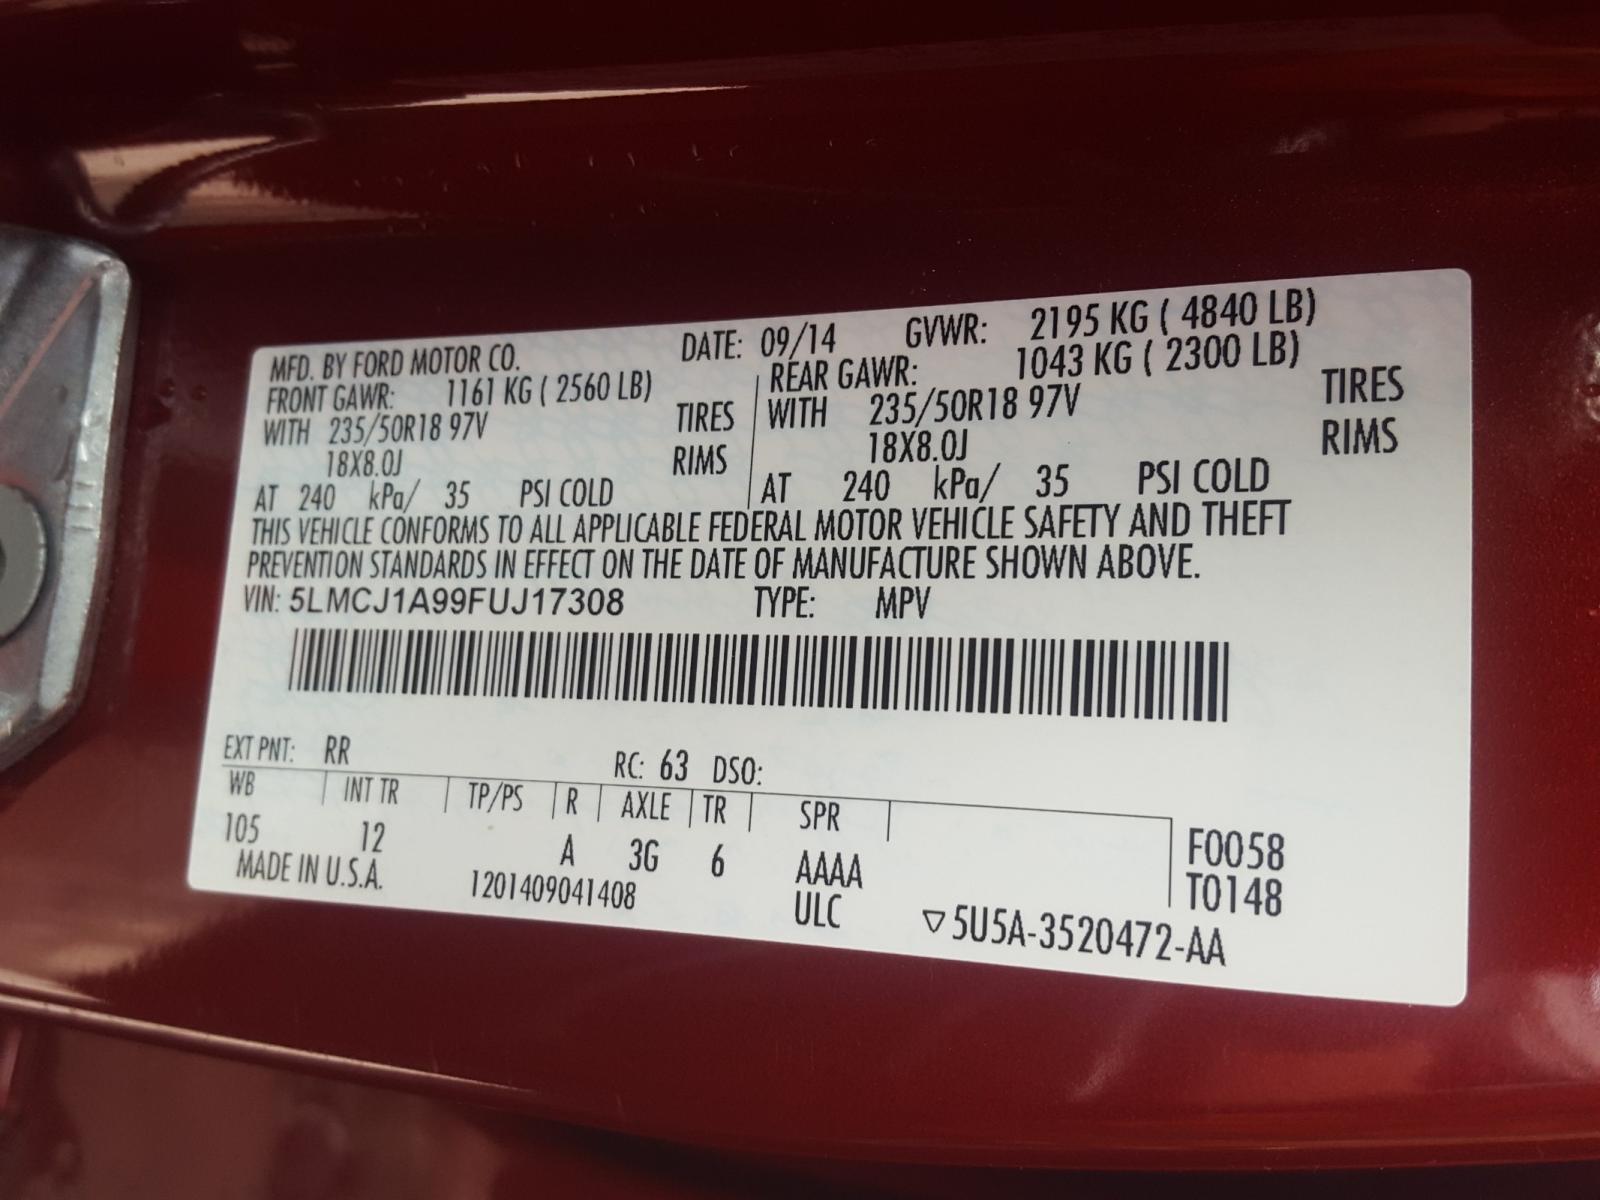 MFD. BY FORD MOTOR CO. DATE: 09/14 GVWR: 2195 KG ( 4840 LB)
FRONT GAWR: 1161 KG ( 2560 LB) REAR GAWR: 1043 KG ( 2300 LB)
WITH 235/50R18 97V TIRES WITH 235/50R18 97V TIRES
18X8.0J RIMS 18X8.0J RIMS
AT 240 kPa/ 35 PSI COLD AT 240 kPa/ 35 PSI COLD
THIS VEHICLE CONFORMS TO ALL APPLICABLE FEDERAL MOTOR VEHICLE SAFETY AND THEFT
PREVENTION STANDARDS IN EFFECT ON THE DATE OF MANUFACTURE SHOWN ABOVE.
VIN: 5LMCJ1A99FUJ17308 TYPE: MPV
EXT PNT: RR RC: 63 DSO:
WB INT TR TP/PS R AXLE TR SPR
105 12 A 3G 6 AAAA F0058
MADE IN U.S.A. 1201409041408 ULC T0148
▽5U5A-3520472-AA